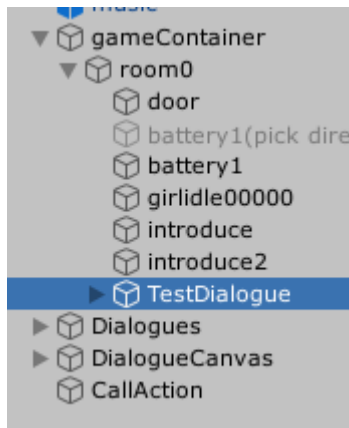 music
gameContainer
room0
door
battery1(pick dire
battery1
girlidle00000
introduce
introduce2
TestDialogue
Dialogues
DialogueCanvas
CallAction